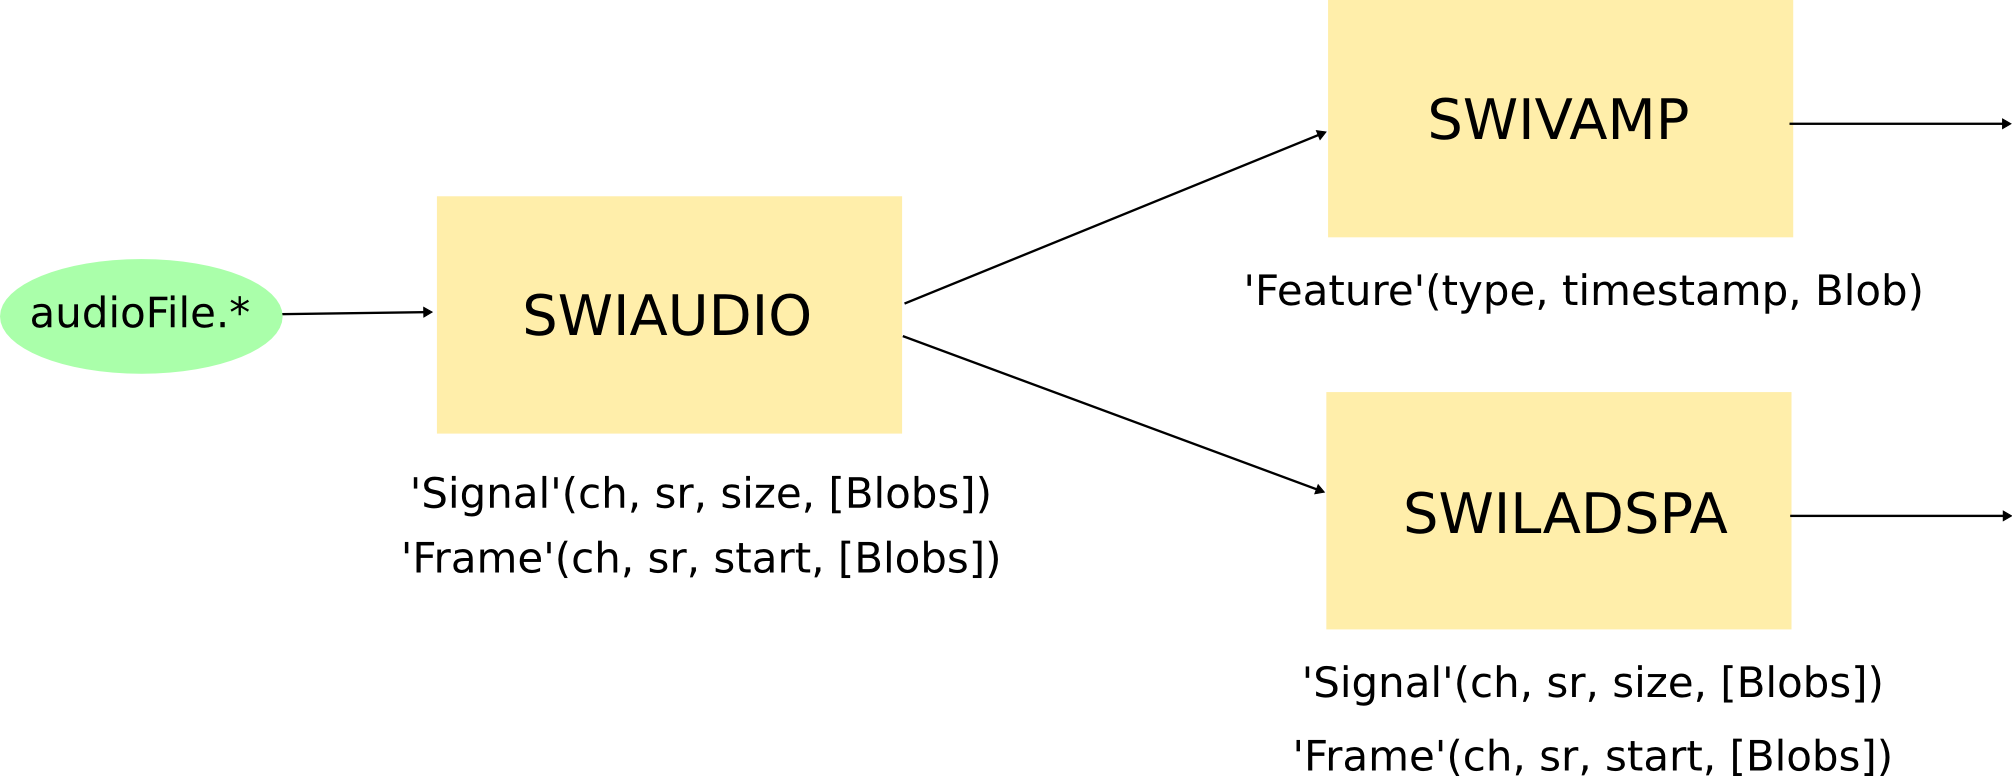 audioFile.*
SWIAUDIO
'Signal'(ch, sr, size, [Blobs])
'Frame'(ch, sr, start, [Blobs])
SWIVAMP
'Feature'(type, timestamp, Blob)
SWILADSPA
'Signal'(ch, sr, size, [Blobs])
'Frame'(ch, sr, start, [Blobs])